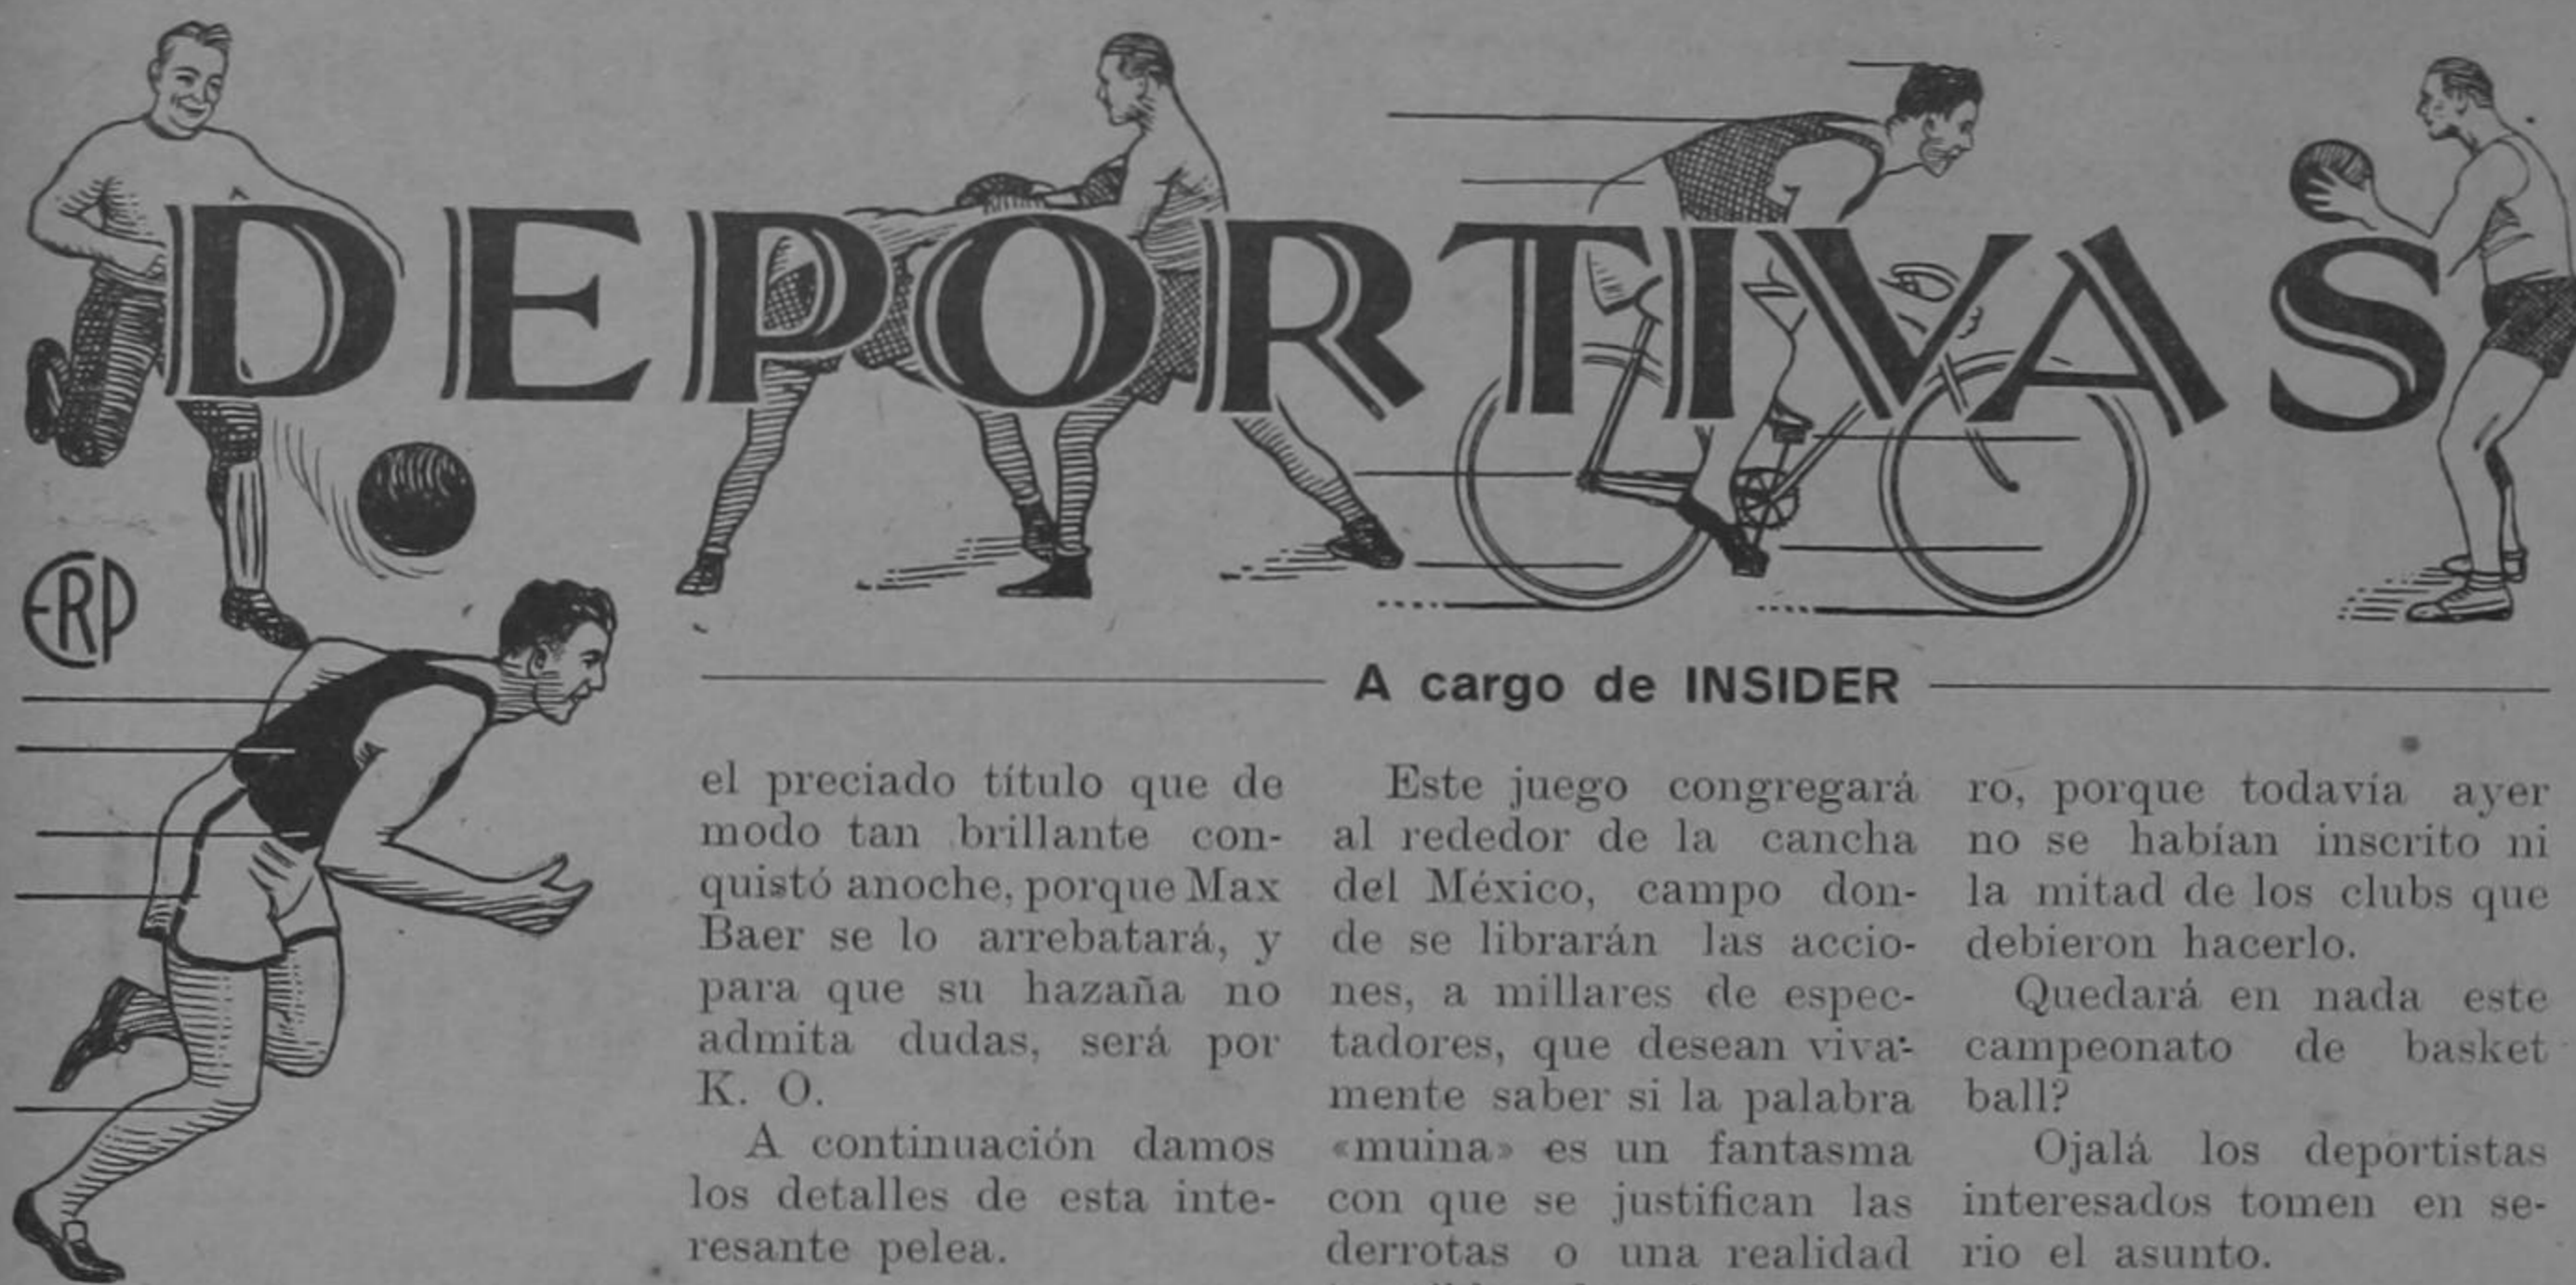 DEPORTIVAS
ERP
A cargo de INSIDER
el preciado título que de
modo tan brillante con-
quistó anoche, porque Max
Baer se lo arrebatará, y
para que su hazaña no
admita dudas, será por
K. O.
A continuación damos
los detalles de esta inte-
resante pelea.
Este juego congregará
al rededor de la cancha
del México, campo don-
de se librarán las accio-
nes, a millares de espec-
tadores, que desean viva-
mente saber si la palabra
«muina» es un fantasma
con que se justifican las
derrotas o una realidad
ro, porque todavía ayer
no se habían inscrito ni
la mitad de los clubs que
debieron hacerlo.
Quedará en nada este
campeonato de basket
ball?
Ojalá los deportistas
interesados tomen en se-
rio el asunto.